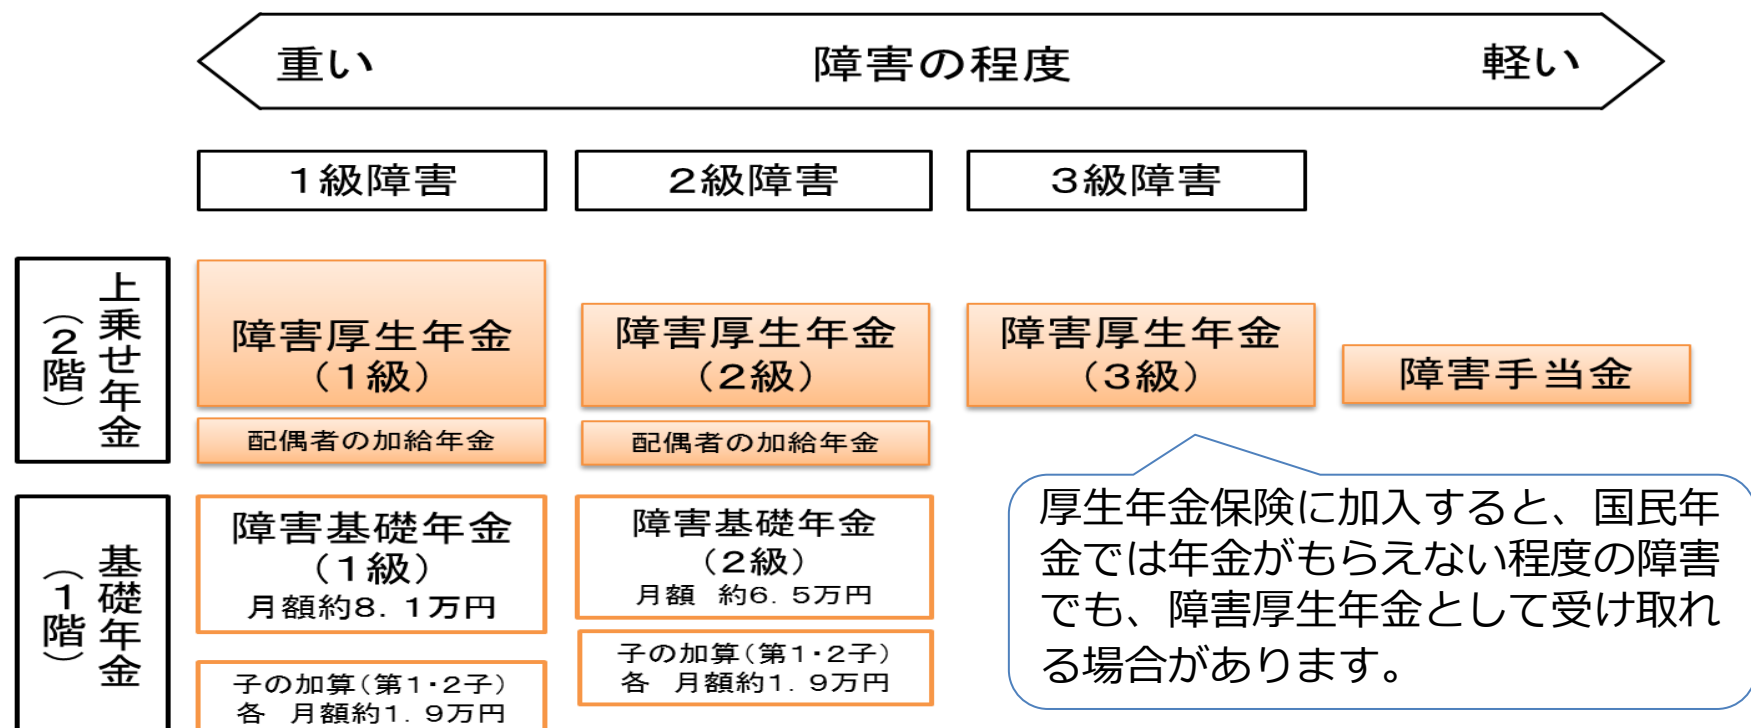 重い 障害の程度 軽い
1級障害 2級障害 3級障害
上乗せ年金
（2階）
障害厚生年金
（1級）
配偶者の加給年金
障害厚生年金
（2級）
配偶者の加給年金
障害厚生年金
（3級）
障害手当金
基礎年金
（1階）
障害基礎年金
（1級）
月額約8．1万円
子の加算（第1・2子）
各 月額約1．9万円
障害基礎年金
（2級）
月額 約6．5万円
子の加算（第1・2子）
各 月額約1．9万円
厚生年金保険に加入すると、国民年
金では年金がもらえない程度の障害
でも、障害厚生年金として受け取れ
る場合があります。